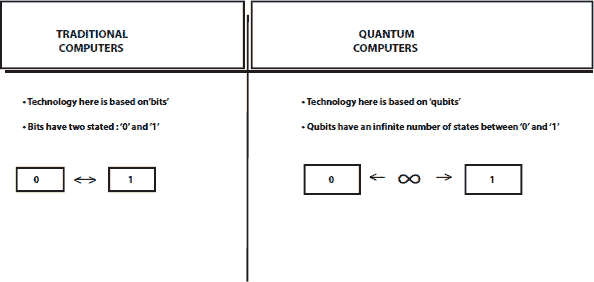 TRADITIONAL
COMPUTERS
QUANTUM
COMPUTERS
• Technology here is based on'bits'
• Bits have two stated : '0' and '1'
0 ↔ 1
• Technology here is based on 'qubits'
• Qubits have an infinite number of states between '0' and '1'
0 ← ∞ → 1